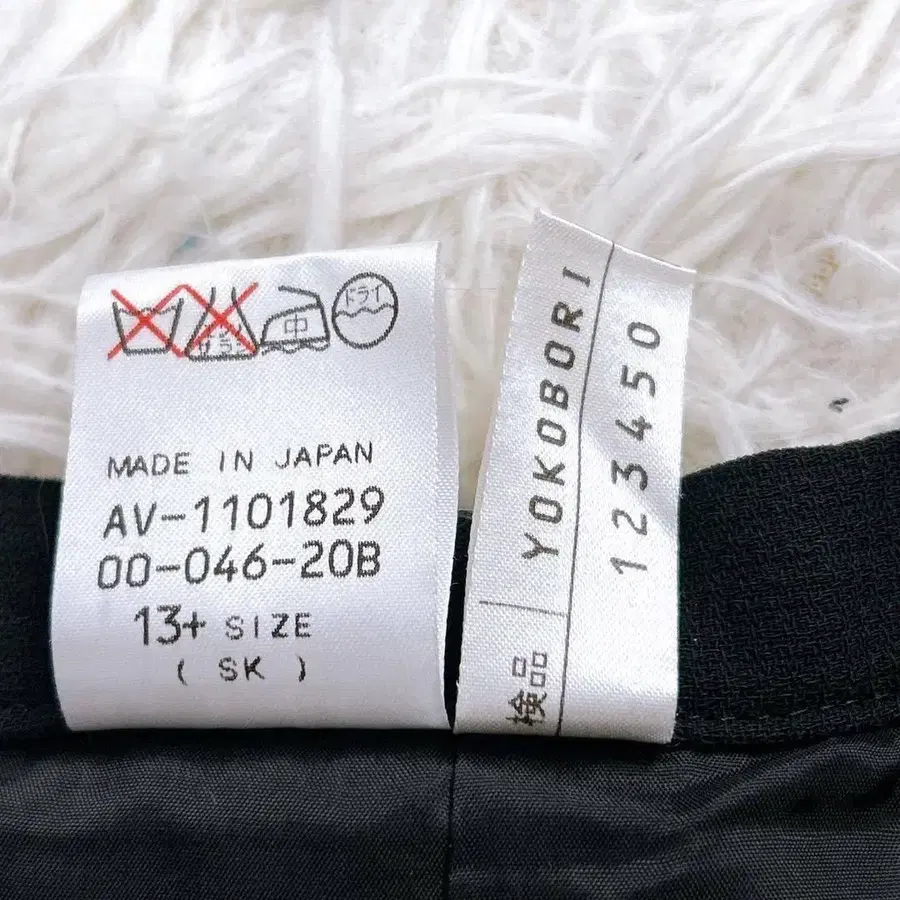 中
ドライ
MADE IN JAPAN
AV-1101829
00-046-20B
13+ SIZE
( SK )
検品 YOKOBORI
123450